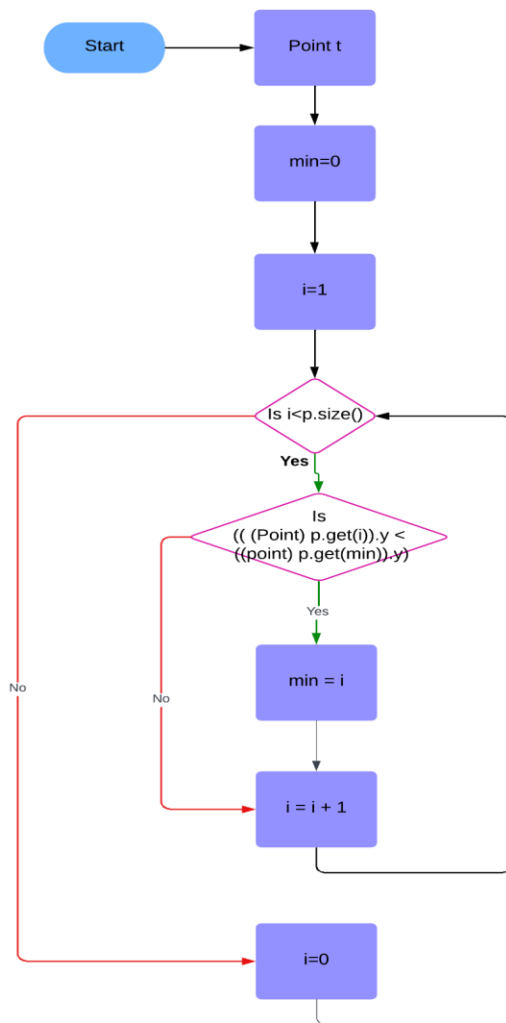 Start
Point t
min=0
i=1
Is i<p.size()
Yes
Is
(( (Point) p.get(i)).y <
((point) p.get(min)).y)
Yes
min = i
No
No
i = i + 1
i=0